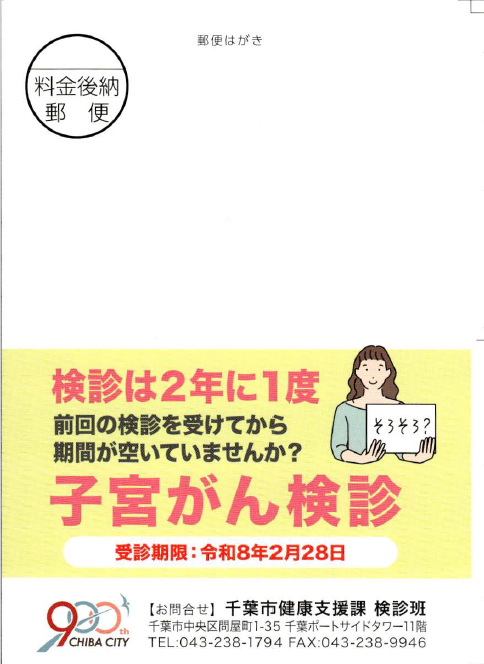 郵便はがき
料金後納
郵便
検診は2年に1度
前回の検診を受けてから
期間が空いていませんか?
そろそろ?
子宮がん検診
受診期限:令和8年2月28日
900th
CHIBA CITY
【お問合せ】千葉市健康支援課 検診班
千葉市中央区問屋町1-35 千葉ポートサイドタワー11階
TEL:043-238-1794 FAX:043-238-9946